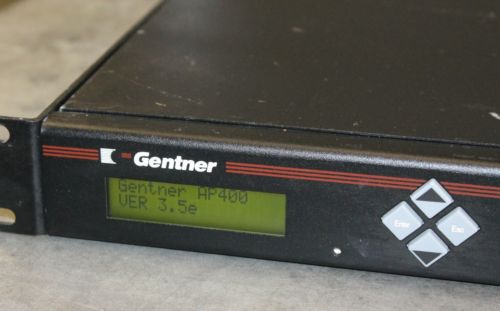 Gentner
Gentner AP400
VER 3.5e
Enter
Esc